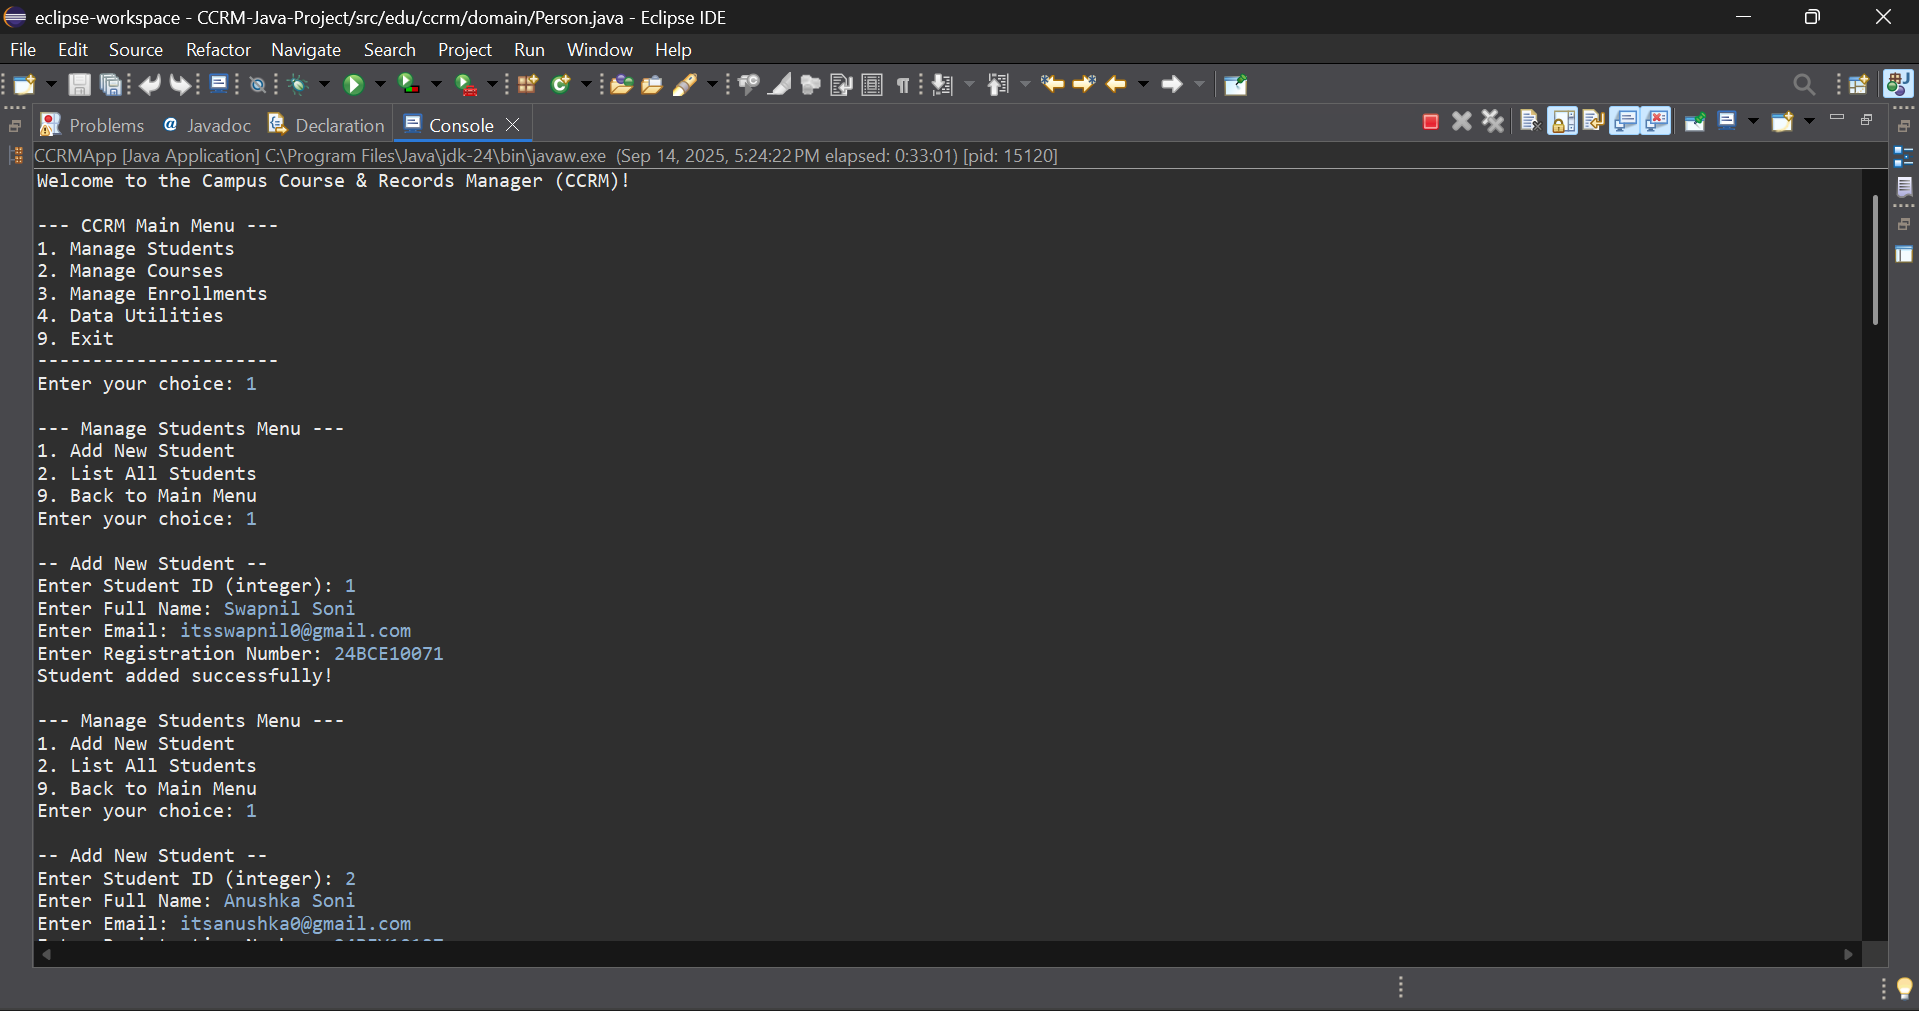 eclipse-workspace - CCRM-Java-Project/src/edu/ccrm/domain/Person.java - Eclipse IDE
File Edit Source Refactor Navigate Search Project Run Window Help
Problems @ Javadoc Declaration Console
CCRMApp [Java Application] C:\Program Files\Java\jdk-24\bin\javaw.exe (Sep 14, 2025, 5:24:22 PM elapsed: 0:33:01) [pid: 15120]
Welcome to the Campus Course & Records Manager (CCRM)!
--- CCRM Main Menu ---
1. Manage Students
2. Manage Courses
3. Manage Enrollments
4. Data Utilities
9. Exit
----------------------
Enter your choice: 1
--- Manage Students Menu ---
1. Add New Student
2. List All Students
9. Back to Main Menu
Enter your choice: 1
-- Add New Student --
Enter Student ID (integer): 1
Enter Full Name: Swapnil Soni
Enter Email: itsswapnil0@gmail.com
Enter Registration Number: 24BCE10071
Student added successfully!
--- Manage Students Menu ---
1. Add New Student
2. List All Students
9. Back to Main Menu
Enter your choice: 1
-- Add New Student --
Enter Student ID (integer): 2
Enter Full Name: Anushka Soni
Enter Email: itsanushka0@gmail.com